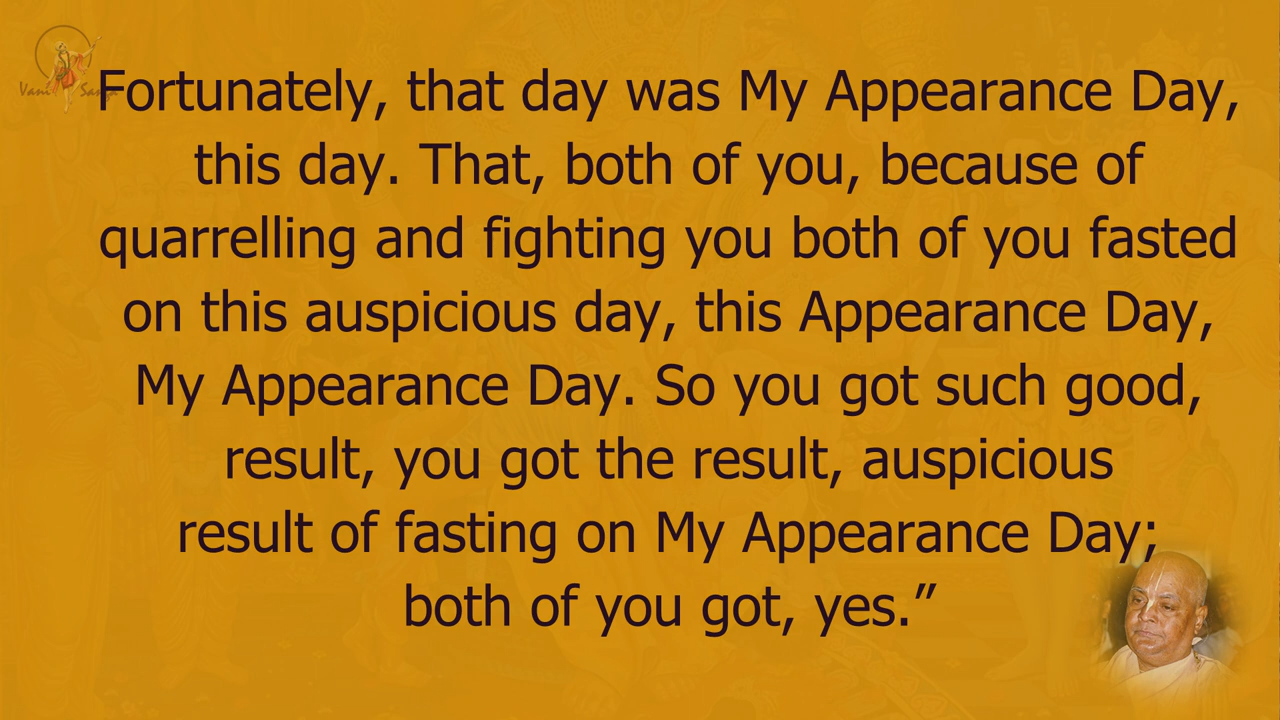 Vani Sanga
Fortunately, that day was My Appearance Day,
this day. That, both of you, because of
quarrelling and fighting you both of you fasted
on this auspicious day, this Appearance Day,
My Appearance Day. So you got such good,
result, you got the result, auspicious
result of fasting on My Appearance Day;
both of you got, yes.”